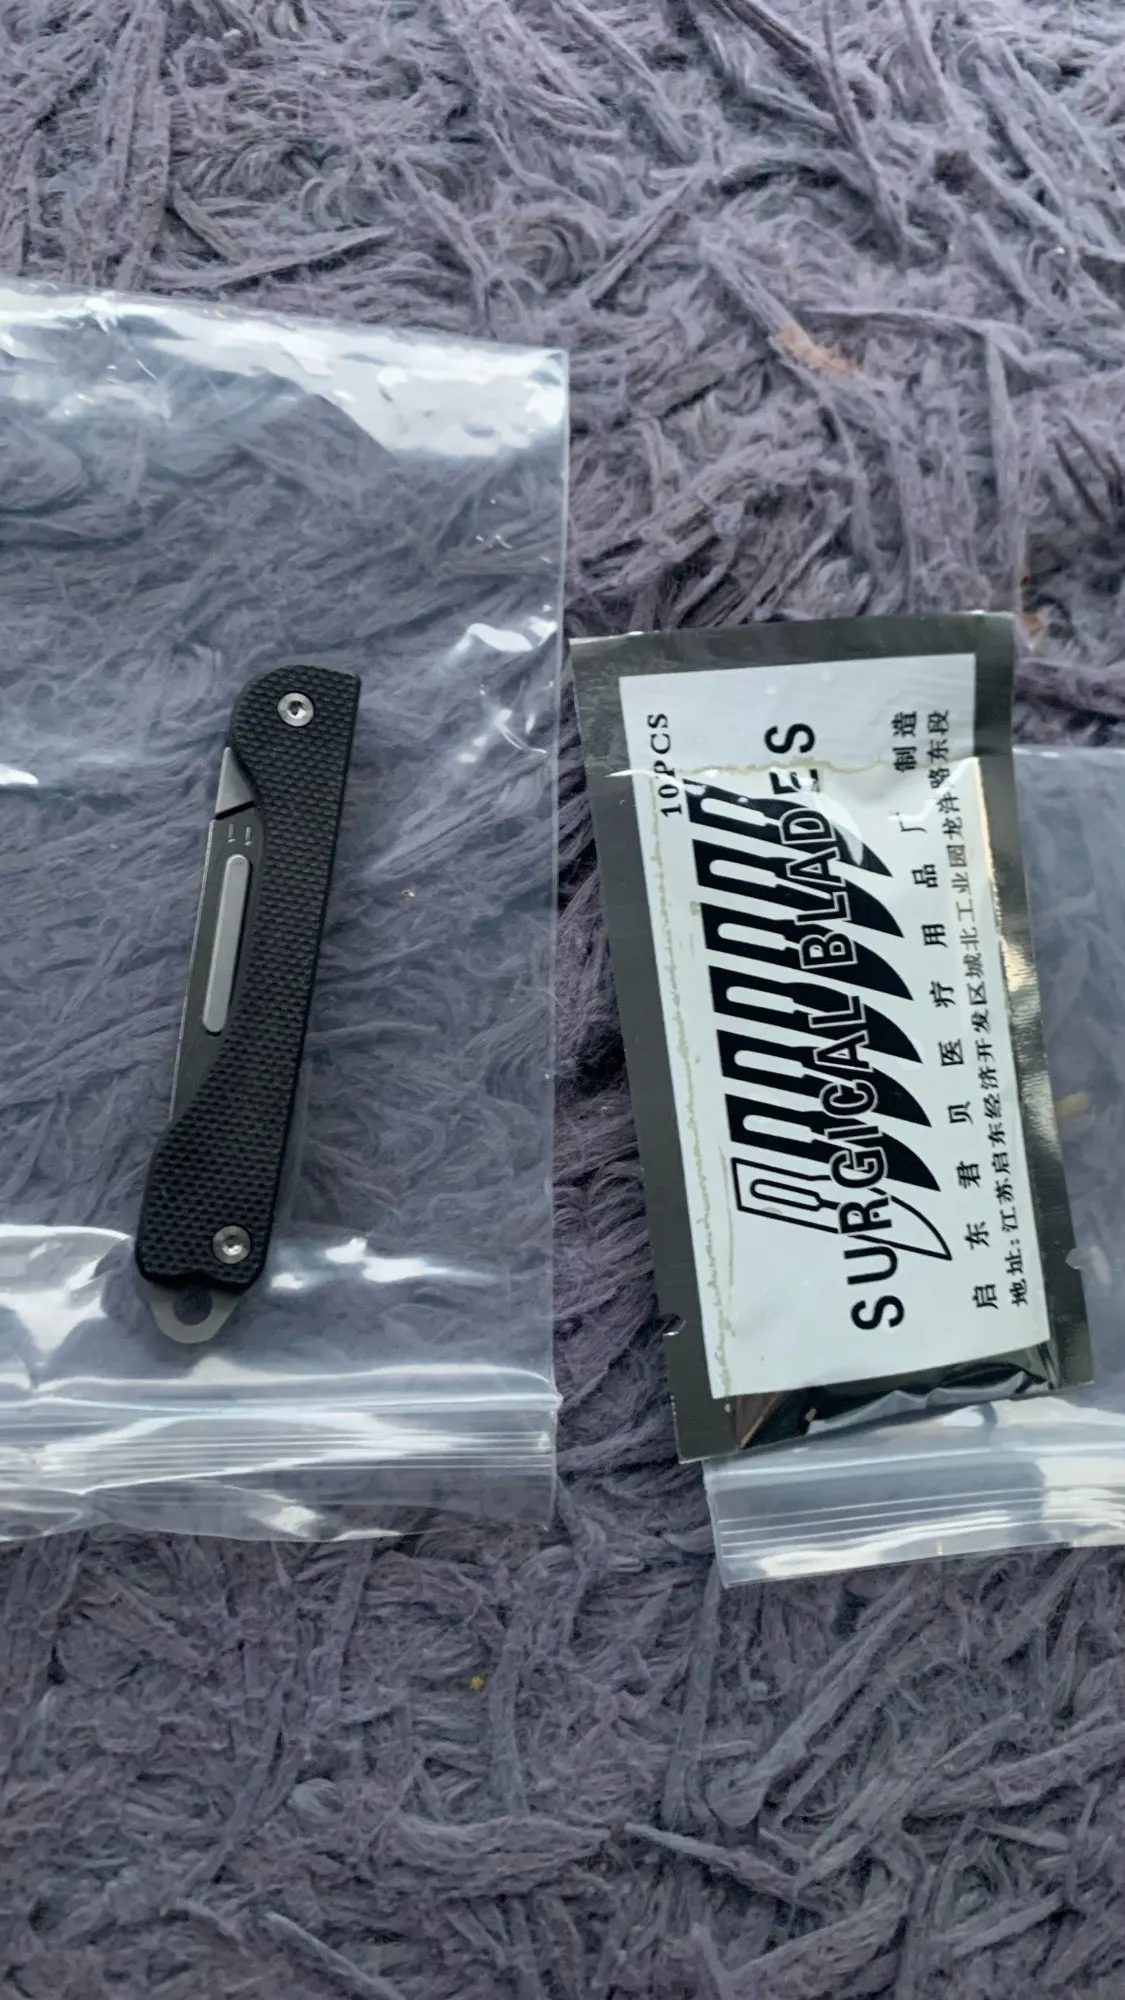 10PCS
SURGICAL BLADES
启东君贝医疗用品厂 制造
地址:江苏启东经济开发区城北工业园龙洋路东段